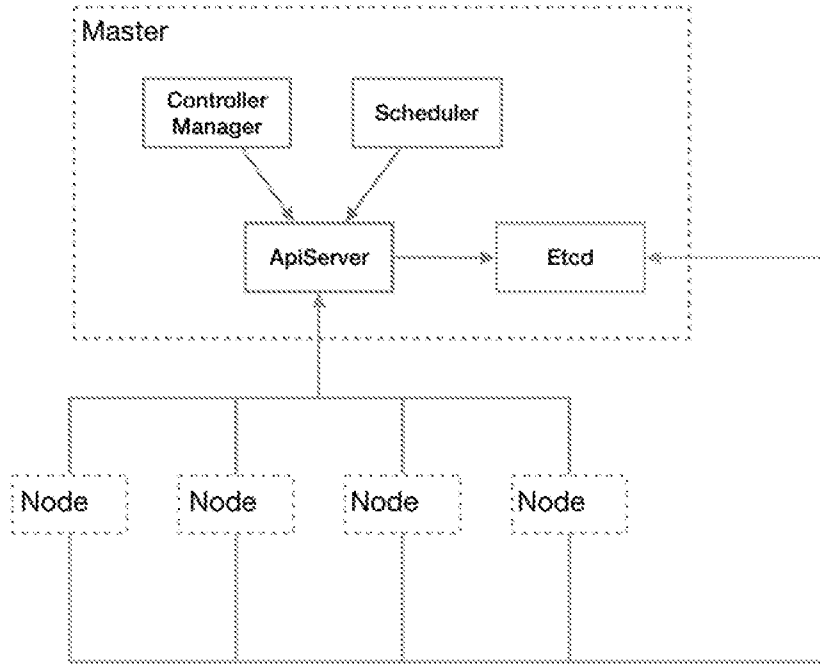 Master
Controller
Manager
Scheduler
ApiServer
Etcd
Node
Node
Node
Node